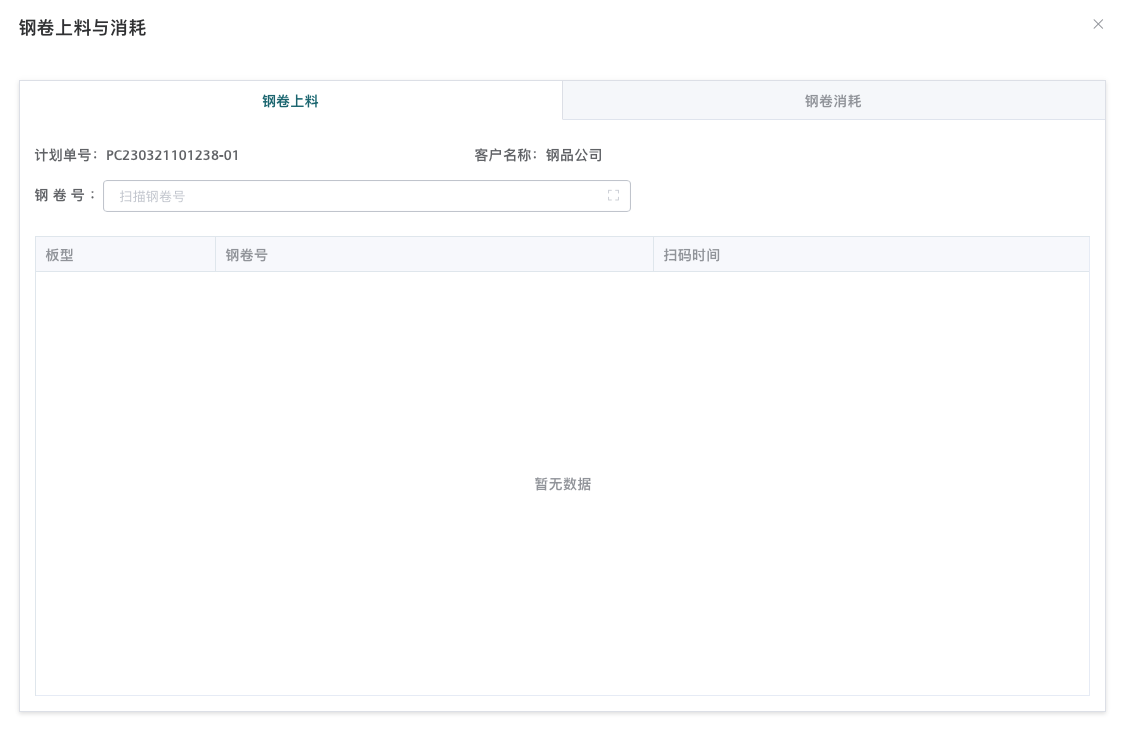 钢卷上料与消耗
钢卷上料 钢卷消耗
计划单号: PC230321101238-01 客户名称: 钢品公司
钢 卷 号 : 扫描钢卷号
板型 钢卷号 扫码时间
暂无数据